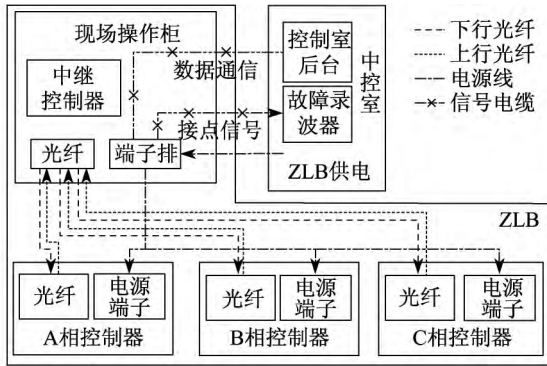 现场操作柜
中继
控制器
数据通信
接点信号
光纤
端子排
控制室
后台
故障录
波器
中控室
ZLB供电
下行光纤
上行光纤
电源线
信号电缆
ZLB
光纤
电源
端子
A相控制器
光纤
电源
端子
B相控制器
光纤
电源
端子
C相控制器